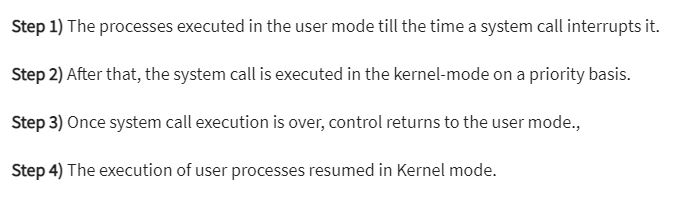 Step 1) The processes executed in the user mode till the time a system call interrupts it.
Step 2) After that, the system call is executed in the kernel-mode on a priority basis.
Step 3) Once system call execution is over, control returns to the user mode.,
Step 4) The execution of user processes resumed in Kernel mode.